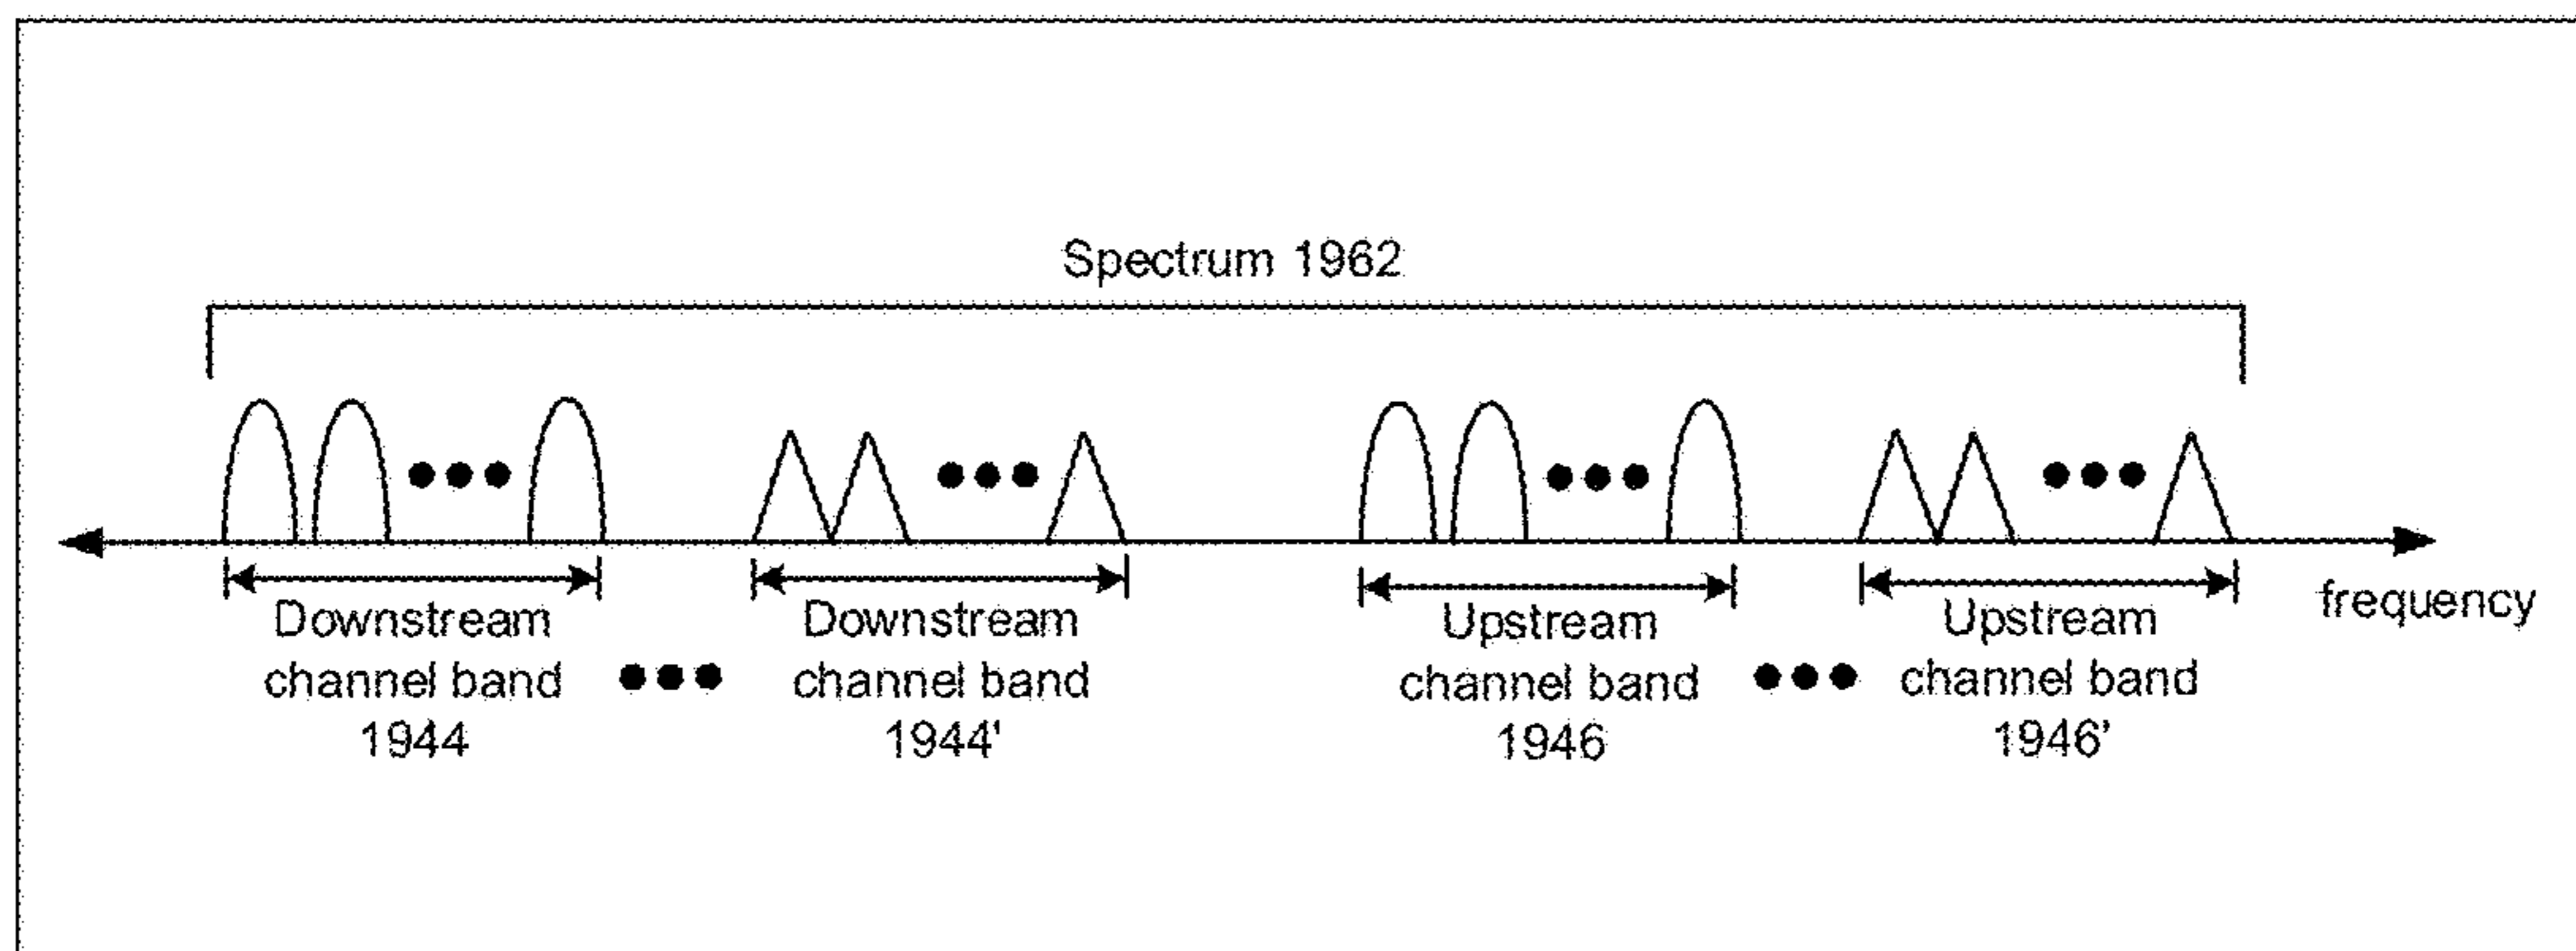 Spectrum 1962
Downstream
channel band
1944
Downstream
channel band
1944'
Upstream
channel band
1946
Upstream
channel band
1946'
frequency